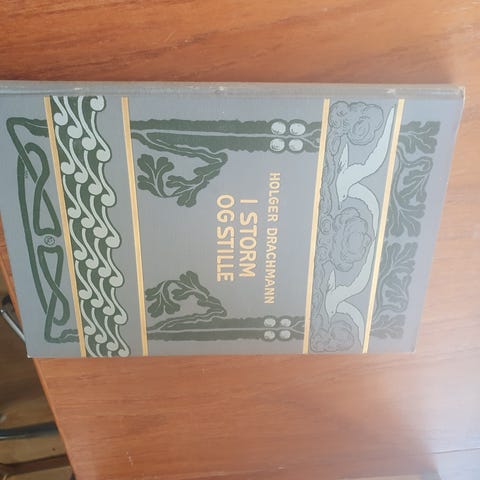 HOLGER DRACHMANN
I STORM
OG STILLE